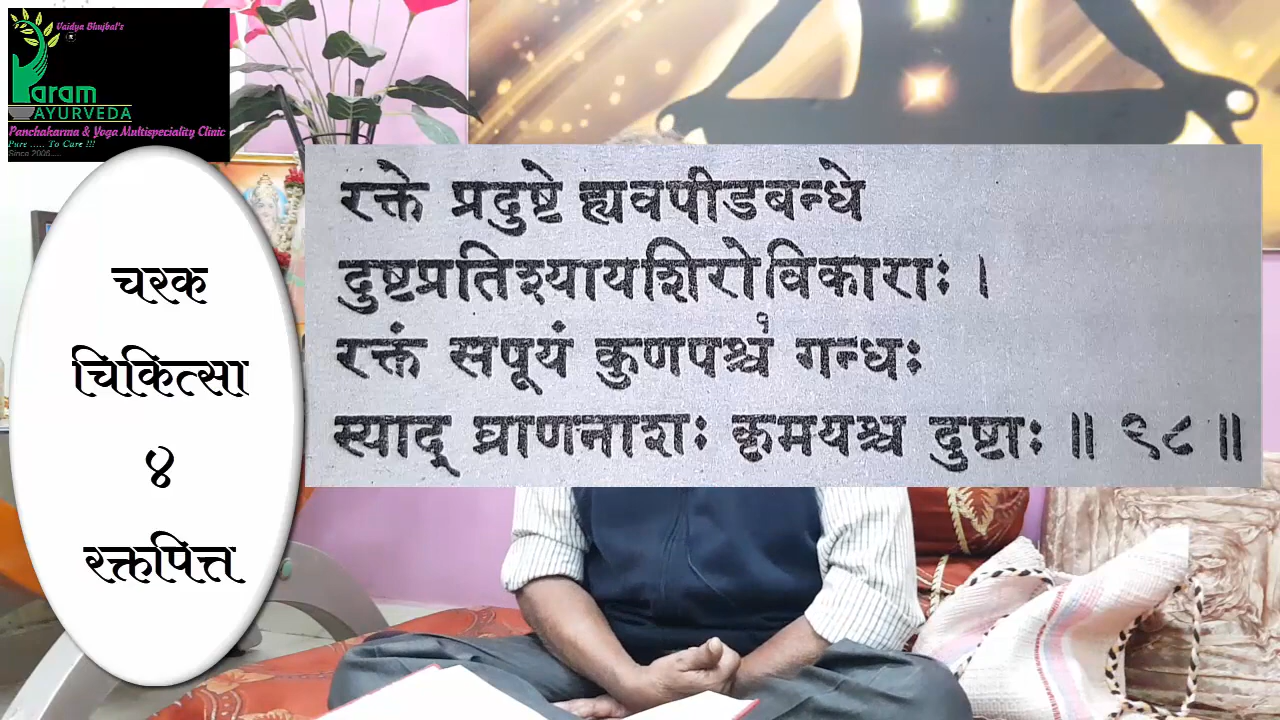 Vaidya Bhujbal's
Param
AYURVEDA
Panchakarma & Yoga Multispeciality Clinic
Pure ..... To Cure !!!
Since 2006.....
चरक
चिकित्सा
४
रक्तपित्त
रक्ते प्रदुष्टे ह्यवपीडबन्धे
दुष्टप्रतिश्यायशिरोविकाराः ।
रक्तं सपूयं कुणपश्च गन्धः
स्याद् घ्राणनाशः कृमयश्च दुष्टाः ॥ ९८ ॥